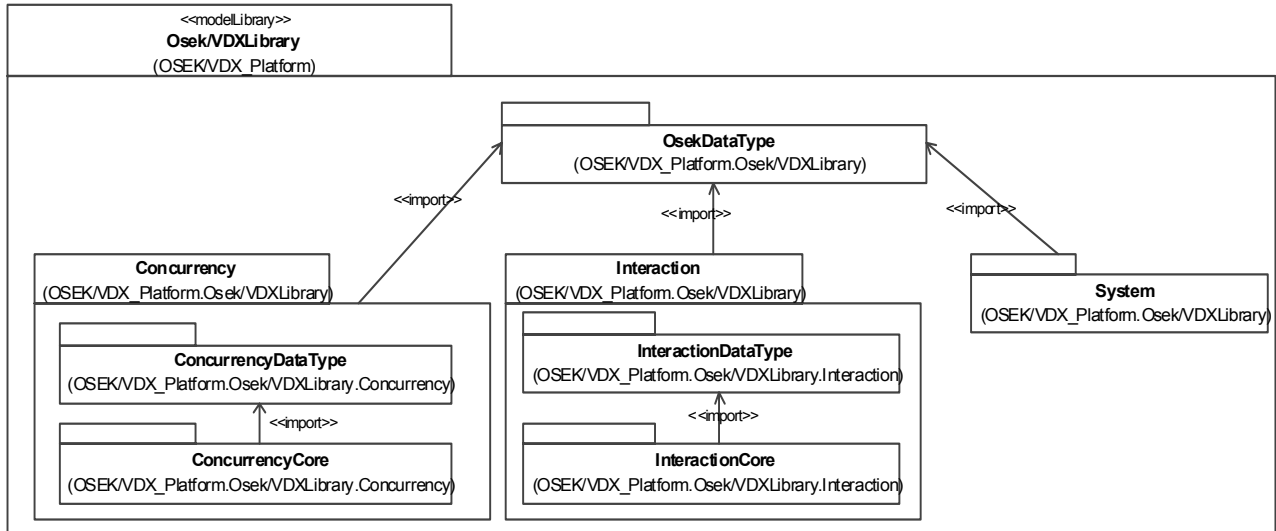 <<modelLibrary>>
Osek/VDXLibrary
(OSEK/VDX_Platform)
OsekDataType
(OSEK/VDX_Platform.Osek/VDXLibrary)
<<import>>
<<import>>
<<import>>
Concurrency
(OSEK/VDX_Platform.Osek/VDXLibrary)
Interaction
(OSEK/VDX_Platform.Osek/VDXLibrary)
System
(OSEK/VDX_Platform.Osek/VDXLibrary)
ConcurrencyDataType
(OSEK/VDX_Platform.Osek/VDXLibrary.Concurrency)
<<import>>
ConcurrencyCore
(OSEK/VDX_Platform.Osek/VDXLibrary.Concurrency)
InteractionDataType
(OSEK/VDX_Platform.Osek/VDXLibrary.Interaction)
<<import>>
InteractionCore
(OSEK/VDX_Platform.Osek/VDXLibrary.Interaction)